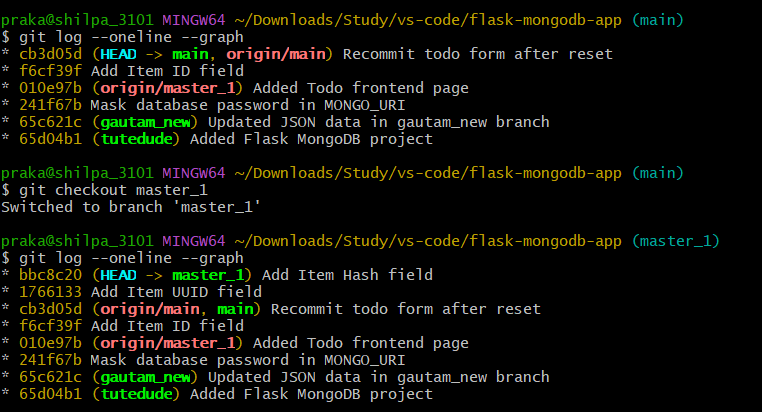 praka@shilpa_3101 MINGW64 ~/Downloads/Study/vs-code/flask-mongodb-app (main)
$ git log --oneline --graph
* cb3d05d (HEAD -> main, origin/main) Recommit todo form after reset
* f6cf39f Add Item ID field
* 010e97b (origin/master_1) Added Todo frontend page
* 241f67b Mask database password in MONGO_URI
* 65c621c (gautam_new) Updated JSON data in gautam_new branch
* 65d04b1 (tutedude) Added Flask MongoDB project
praka@shilpa_3101 MINGW64 ~/Downloads/Study/vs-code/flask-mongodb-app (main)
$ git checkout master_1
Switched to branch 'master_1'
praka@shilpa_3101 MINGW64 ~/Downloads/Study/vs-code/flask-mongodb-app (master_1)
$ git log --oneline --graph
* bbc8c20 (HEAD -> master_1) Add Item Hash field
* 1766133 Add Item UUID field
* cb3d05d (origin/main, main) Recommit todo form after reset
* f6cf39f Add Item ID field
* 010e97b (origin/master_1) Added Todo frontend page
* 241f67b Mask database password in MONGO_URI
* 65c621c (gautam_new) Updated JSON data in gautam_new branch
* 65d04b1 (tutedude) Added Flask MongoDB project